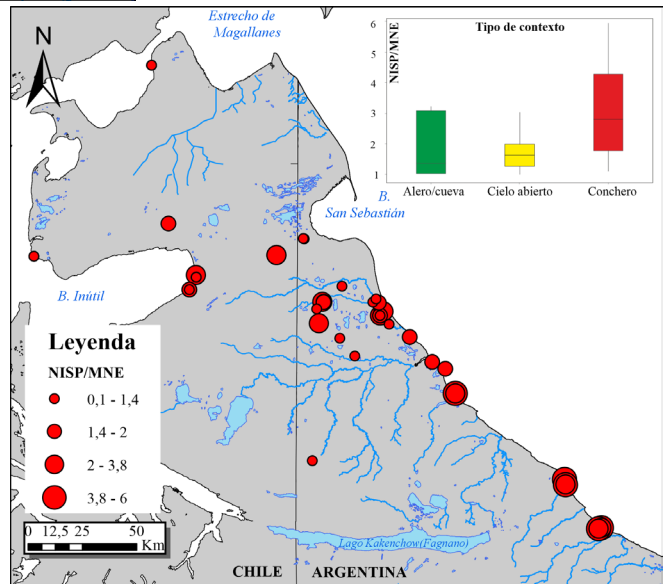 Estrecho de
Magallanes
N
Tipo de contexto
NISP/MNE
6
5
4
3
2
1
Alero/cueva
Cielo abierto
Conchero
B.
San Sebastián
B. Inútil
Leyenda
NISP/MNE
0,1 - 1,4
1,4 - 2
2 - 3,8
3,8 - 6
0 12,5 25 50
Km
Lago Kakenchow(Fagnano)
CHILE ARGENTINA